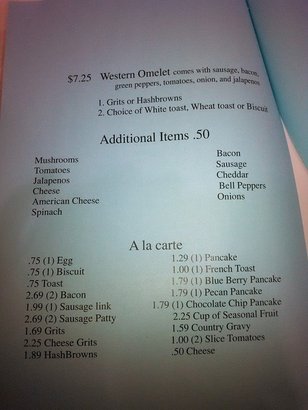 $7.25 Western Omelet comes with sausage, bacon,
green peppers, tomatoes, onion, and jalapenos
1. Grits or Hashbrowns
2. Choice of White toast, Wheat toast or Biscuit
Additional Items .50
Mushrooms
Tomatoes
Jalapenos
Cheese
American Cheese
Spinach
Bacon
Sausage
Cheddar
Bell Peppers
Onions
A la carte
.75 (1) Egg
.75 (1) Biscuit
.75 Toast
2.69 (2) Bacon
1.99 (1) Sausage link
2.69 (2) Sausage Patty
1.69 Grits
2.25 Cheese Grits
1.89 HashBrowns
1.29 (1) Pancake
1.00 (1) French Toast
1.79 (1) Blue Berry Pancake
1.79 (1) Pecan Pancake
1.79 (1) Chocolate Chip Pancake
2.25 Cup of Seasonal Fruit
1.59 Country Gravy
1.00 (2) Slice Tomatoes
.50 Cheese